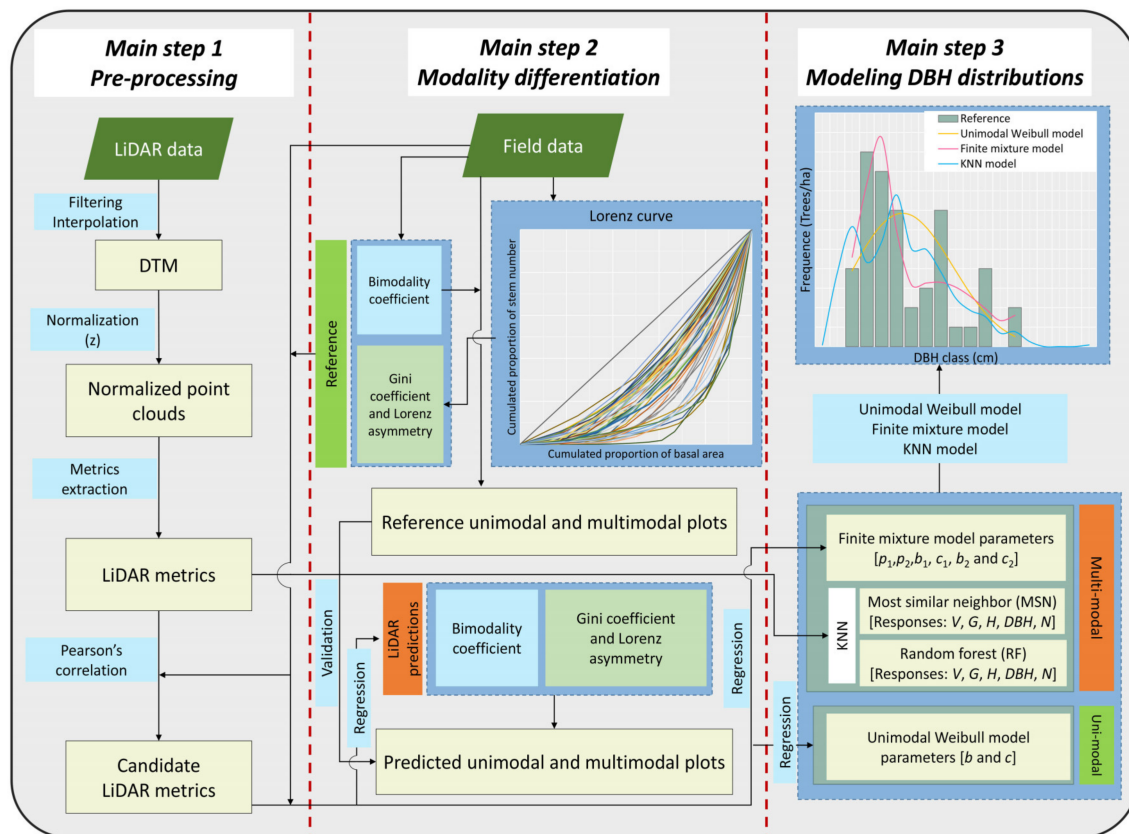 Main step 1
Pre-processing
LiDAR data
Filtering
Interpolation
DTM
Normalization
(z)
Normalized point
clouds
Metrics
extraction
LiDAR metrics
Pearson's
correlation
Candidate
LiDAR metrics
Main step 2
Modality differentiation
Field data
Reference
Bimodality
coefficient
Gini
coefficient
and Lorenz
asymmetry
Lorenz curve
Cumulated proportion of stem number
Cumulated proportion of basal area
Reference unimodal and multimodal plots
Validation
Regression
LiDAR
predictions
Bimodality
coefficient
Gini coefficient
and Lorenz
asymmetry
Predicted unimodal and multimodal plots
Regression
Regression
Main step 3
Modeling DBH distributions
Reference
Unimodal Weibull model
Finite mixture model
KNN model
Frequence (Trees/ha)
DBH class (cm)
Unimodal Weibull model
Finite mixture model
KNN model
Finite mixture model parameters
[p₁,p₂,b₁, c₁, b₂ and c₂]
KNN
Most similar neighbor (MSN)
[Responses: V, G, H, DBH, N]
Random forest (RF)
[Responses: V, G, H, DBH, N]
Multi-modal
Unimodal Weibull model
parameters [b and c]
Uni-modal